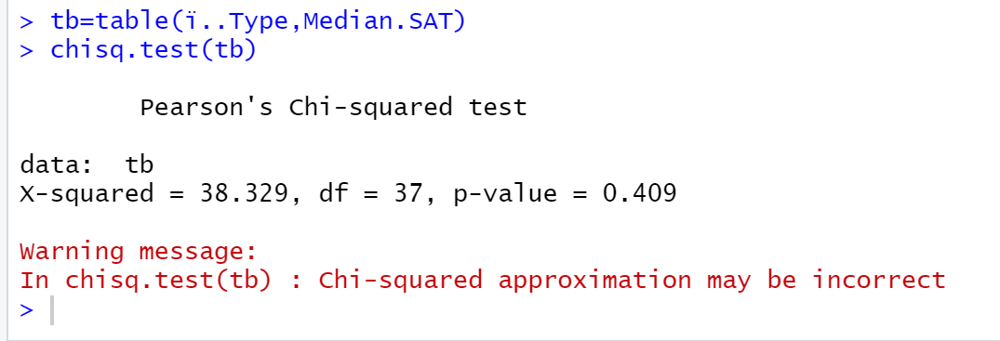 > tb=table(ï..Type,Median.SAT)
> chisq.test(tb)
Pearson's Chi-squared test
data:  tb
X-squared = 38.329, df = 37, p-value = 0.409
Warning message:
In chisq.test(tb) : Chi-squared approximation may be incorrect
>